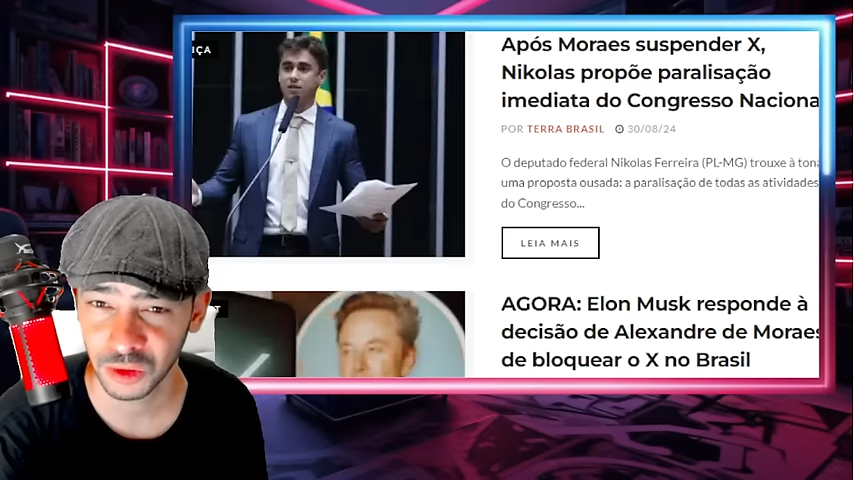 IÇA
Após Moraes suspender X,
Nikolas propõe paralisação
imediata do Congresso Naciona
POR TERRA BRASIL 30/08/24
O deputado federal Nikolas Ferreira (PL-MG) trouxe à tona
uma proposta ousada: a paralisação de todas as atividades
do Congresso...
LEIA MAIS
AGORA: Elon Musk responde à
decisão de Alexandre de Moraes
de bloquear o X no Brasil